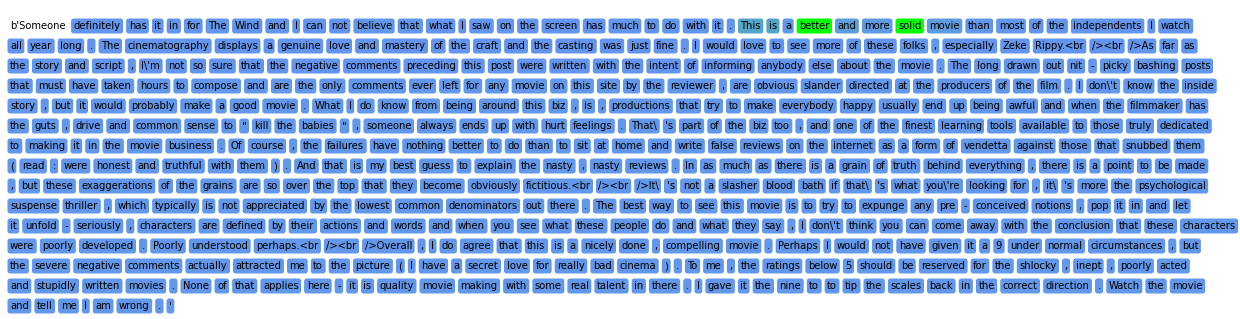 b'Someone definitely has it in for The Wind and I can not believe that what I saw on the screen has much to do with it . This is a better and more solid movie than most of the independents I watch
all year long . The cinematography displays a genuine love and mastery of the craft and the casting was just fine . I would love to see more of these folks , especially Zeke Rippy.<br /><br />As far as
the story and script , I\'m not so sure that the negative comments preceding this post were written with the intent of informing anybody else about the movie . The long drawn out nit - picky bashing posts
that must have taken hours to compose and are the only comments ever left for any movie on this site by the reviewer , are obvious slander directed at the producers of the film . I don\'t know the inside
story , but it would probably make a good movie . What I do know from being around this biz , is , productions that try to make everybody happy usually end up being awful and when the filmmaker has
the guts , drive and common sense to " kill the babies " , someone always ends up with hurt feelings . That\ 's part of the biz too , and one of the finest learning tools available to those truly dedicated
to making it in the movie business . Of course , the failures have nothing better to do than to sit at home and write false reviews on the internet as a form of vendetta against those that snubbed them
( read : were honest and truthful with them ) . And that is my best guess to explain the nasty , nasty reviews . In as much as there is a grain of truth behind everything , there is a point to be made
, but these exaggerations of the grains are so over the top that they become obviously fictitious.<br /><br />It\ 's not a slasher blood bath if that\ 's what you\'re looking for , it\ 's more the psychological
suspense thriller , which typically is not appreciated by the lowest common denominators out there . The best way to see this movie is to try to expunge any pre - conceived notions , pop it in and let
it unfold - seriously , characters are defined by their actions and words and when you see what these people do and what they say , I don\'t think you can come away with the conclusion that these characters
were poorly developed . Poorly understood perhaps.<br /><br />Overall , I do agree that this is a nicely done , compelling movie . Perhaps I would not have given it a 9 under normal circumstances , but
the severe negative comments actually attracted me to the picture ( I have a secret love for really bad cinema ) . To me , the ratings below 5 should be reserved for the shlocky , inept , poorly acted
and stupidly written movies . None of that applies here - it is quality movie making with some real talent in there . I gave it the nine to to tip the scales back in the correct direction . Watch the movie
and tell me I am wrong . '